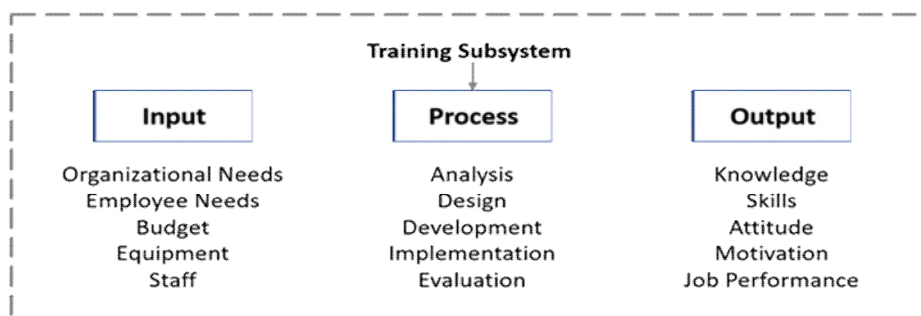 Training Subsystem
Input
Process
Output
Organizational Needs
Employee Needs
Budget
Equipment
Staff
Analysis
Design
Development
Implementation
Evaluation
Knowledge
Skills
Attitude
Motivation
Job Performance